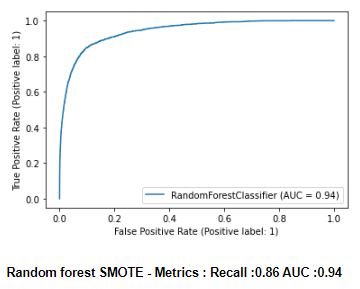 1.0
0.8
0.6
0.4
0.2
0.0
True Positive Rate (Positive label: 1)
RandomForestClassifier (AUC = 0.94)
0.0 0.2 0.4 0.6 0.8 1.0
False Positive Rate (Positive label: 1)
Random forest SMOTE - Metrics : Recall :0.86 AUC :0.94